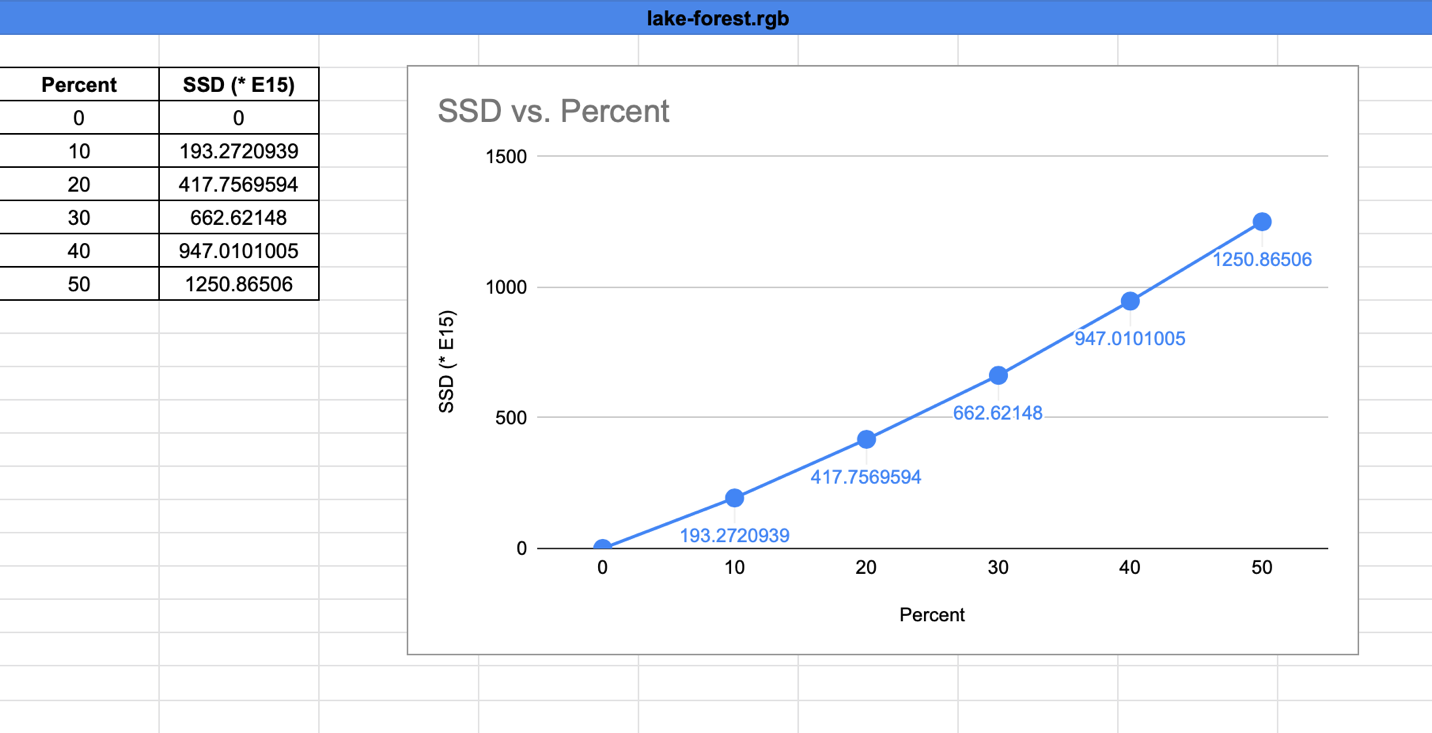 lake-forest.rgb
Percent SSD (* E15)
0 0
10 193.2720939
20 417.7569594
30 662.62148
40 947.0101005
50 1250.86506
SSD vs. Percent
1500
1000
500
0
SSD (* E15)
193.2720939
417.7569594
662.62148
947.0101005
1250.86506
0 10 20 30 40 50
Percent